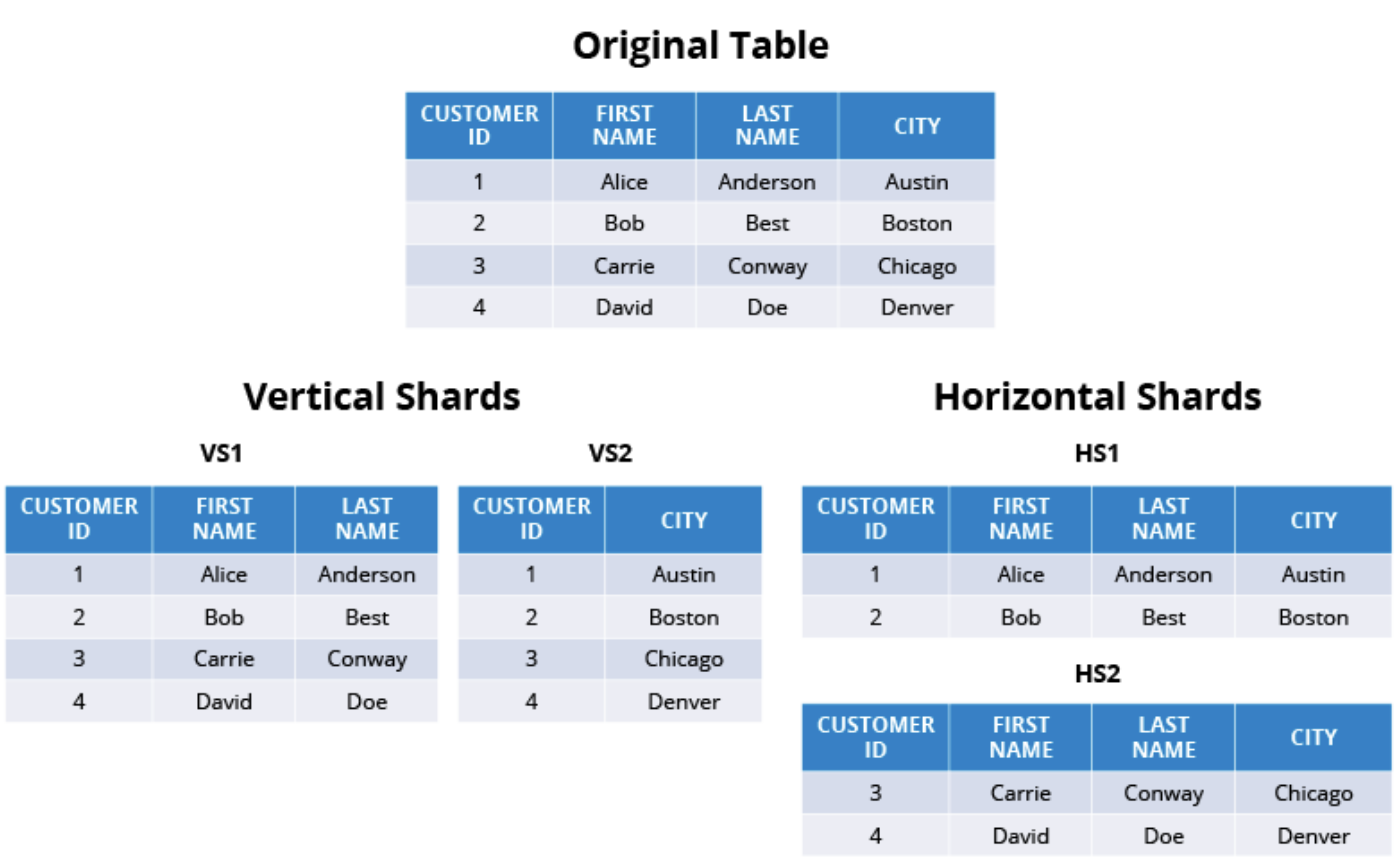 Original Table
CUSTOMER ID FIRST NAME LAST NAME CITY
1 Alice Anderson Austin
2 Bob Best Boston
3 Carrie Conway Chicago
4 David Doe Denver
Vertical Shards
VS1
CUSTOMER ID FIRST NAME LAST NAME
1 Alice Anderson
2 Bob Best
3 Carrie Conway
4 David Doe
VS2
CUSTOMER ID CITY
1 Austin
2 Boston
3 Chicago
4 Denver
Horizontal Shards
HS1
CUSTOMER ID FIRST NAME LAST NAME CITY
1 Alice Anderson Austin
2 Bob Best Boston
HS2
CUSTOMER ID FIRST NAME LAST NAME CITY
3 Carrie Conway Chicago
4 David Doe Denver